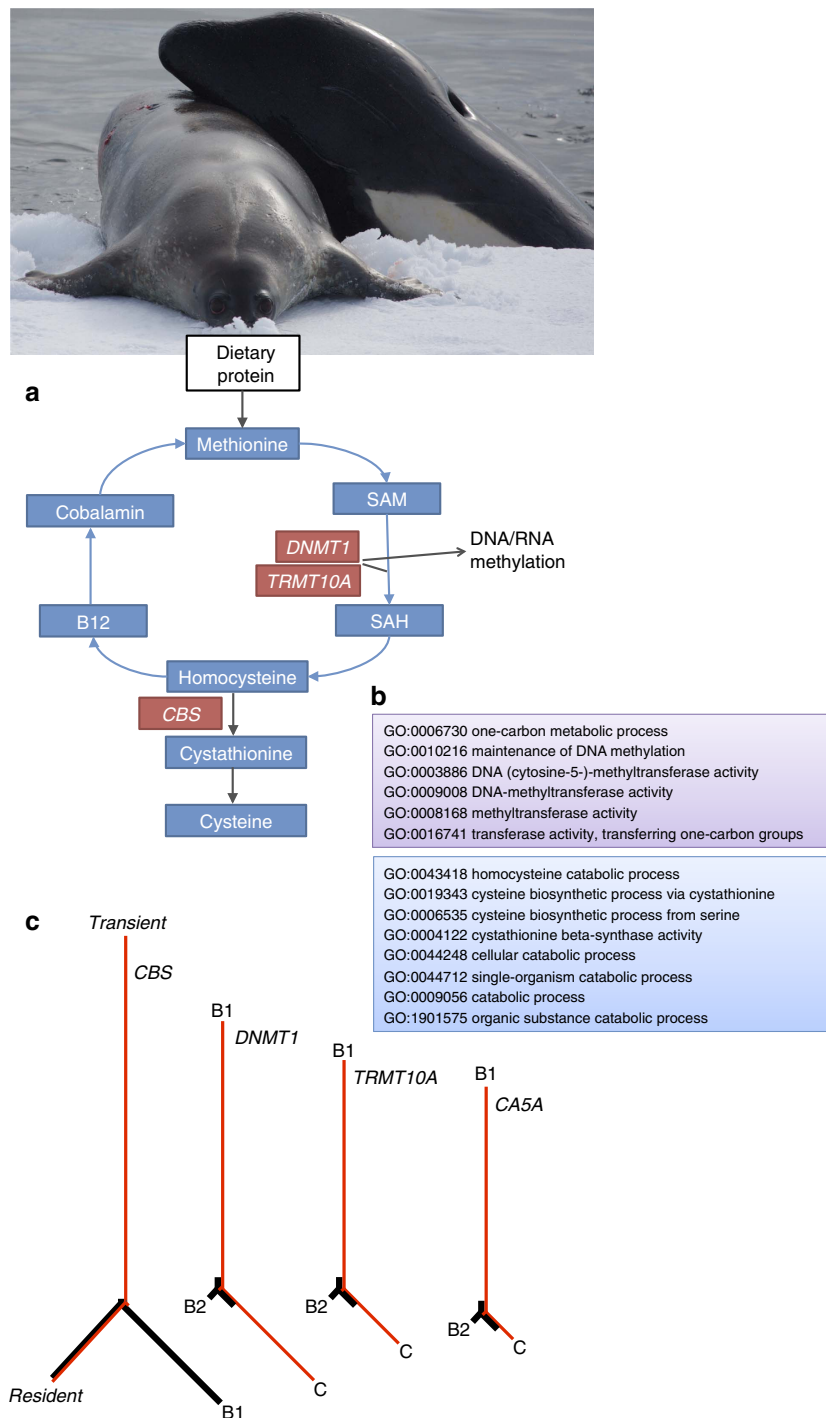 Dietary
protein
a
Methionine
Cobalamin
SAM
DNMT1
TRMT10A
DNA/RNA
methylation
B12
SAH
Homocysteine
CBS
Cystathionine
Cysteine
b
GO:0006730 one-carbon metabolic process
GO:0010216 maintenance of DNA methylation
GO:0003886 DNA (cytosine-5-)-methyltransferase activity
GO:0009008 DNA-methyltransferase activity
GO:0008168 methyltransferase activity
GO:0016741 transferase activity, transferring one-carbon groups
GO:0043418 homocysteine catabolic process
GO:0019343 cysteine biosynthetic process via cystathionine
GO:0006535 cysteine biosynthetic process from serine
GO:0004122 cystathionine beta-synthase activity
GO:0044248 cellular catabolic process
GO:0044712 single-organism catabolic process
GO:0009056 catabolic process
GO:1901575 organic substance catabolic process
c
Transient
CBS
Resident
B1
B1
DNMT1
B2
C
B1
TRMT10A
B2
C
B1
CA5A
B2
C